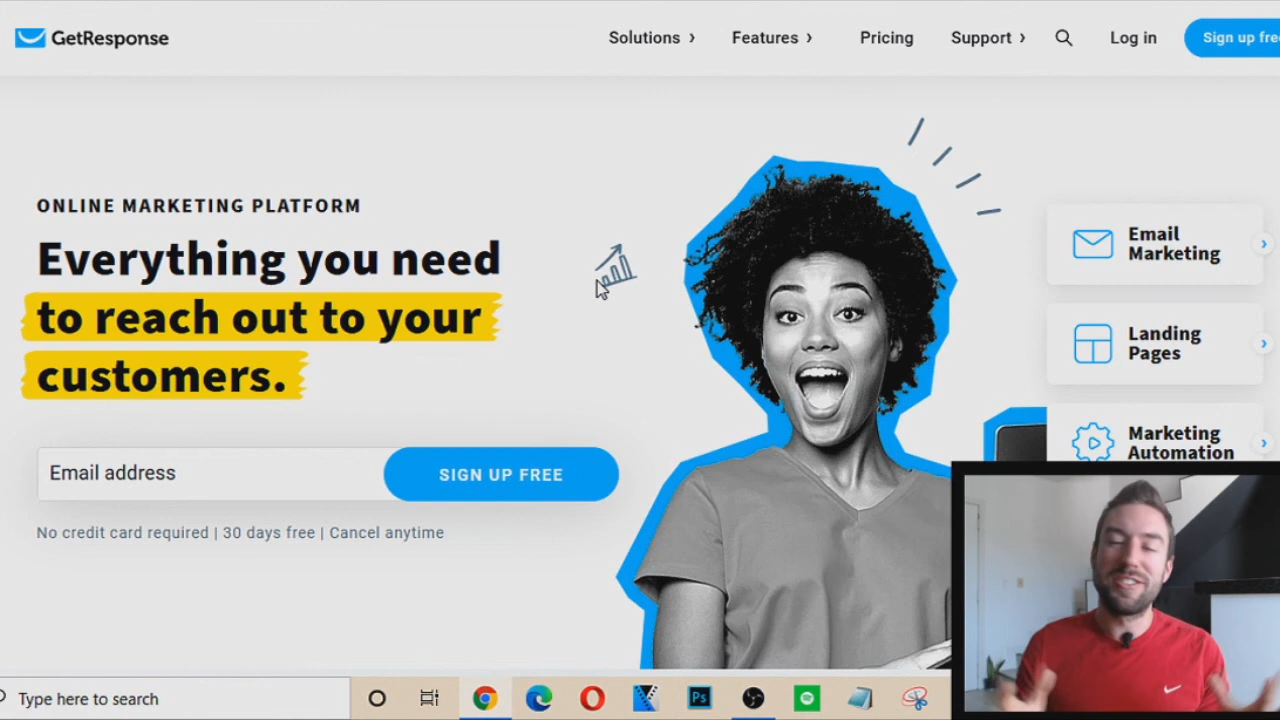 GetResponse
Solutions
Features
Pricing
Support
Log in
Sign up free
ONLINE MARKETING PLATFORM
Everything you need
to reach out to your
customers.
Email address
SIGN UP FREE
No credit card required | 30 days free | Cancel anytime
Email
Marketing
Landing
Pages
Marketing
Automation
Type here to search
Ps